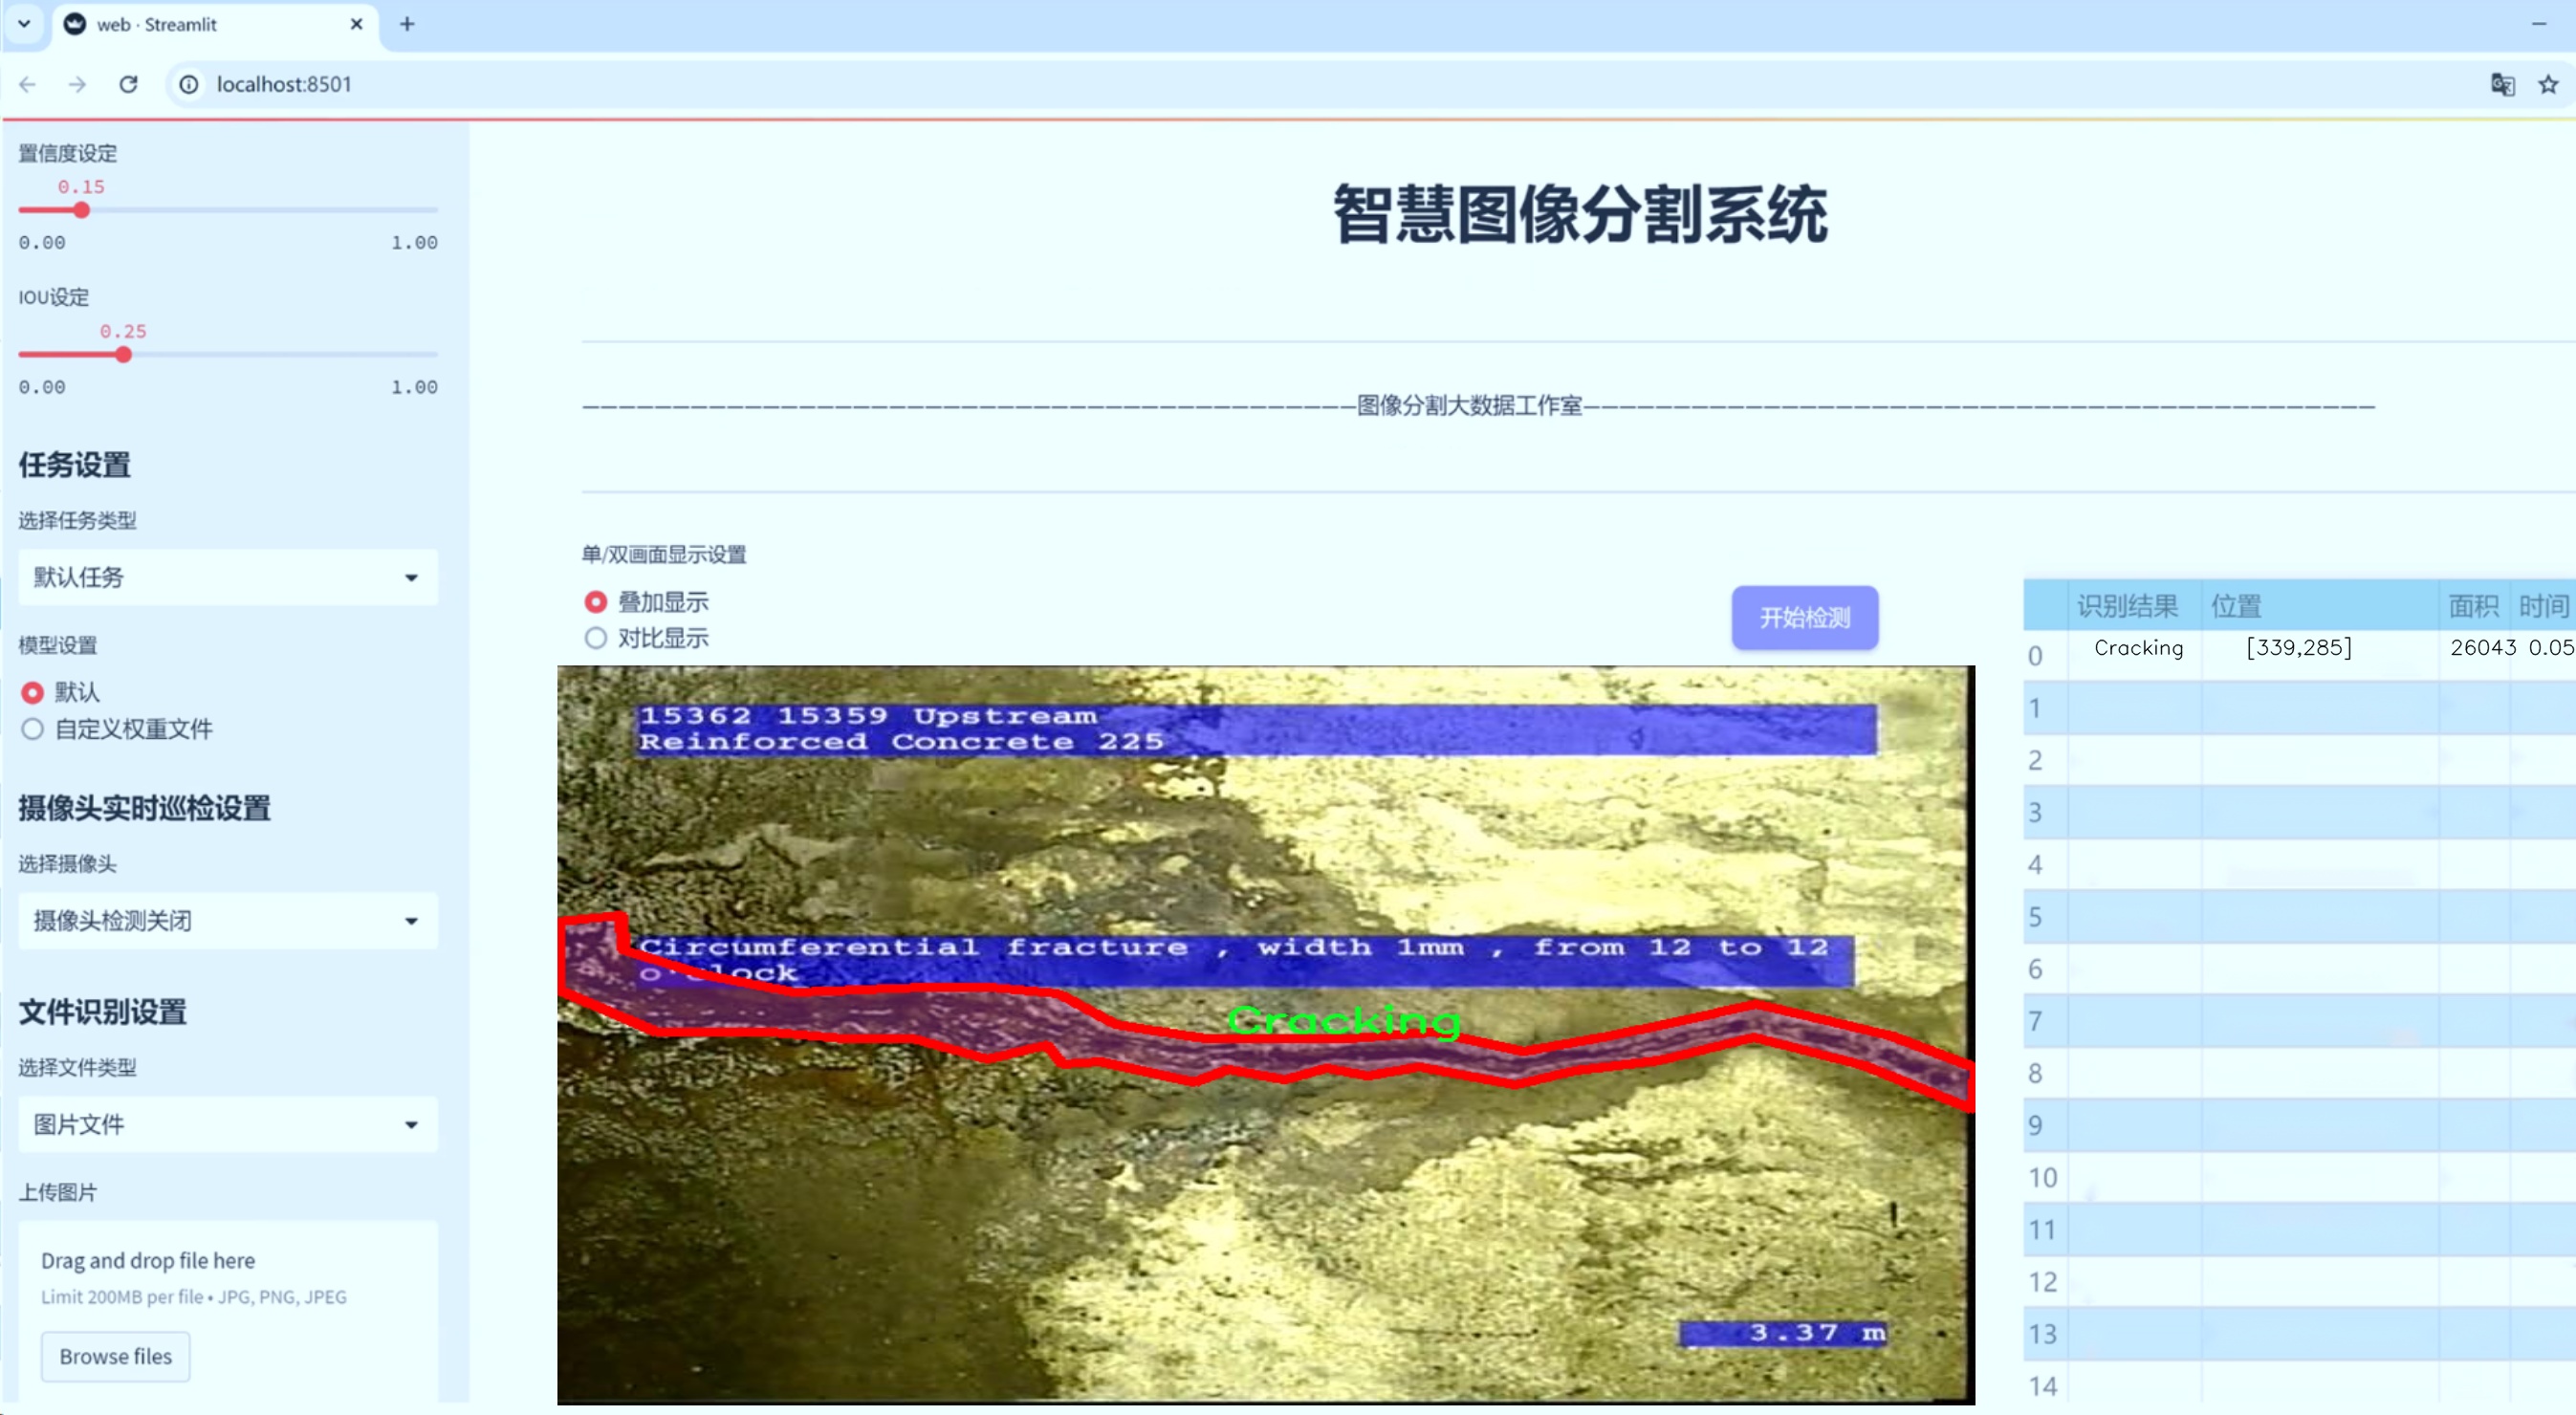 web · Streamlit
localhost:8501
置信度设定
0.15
0.00 1.00
IOU设定
0.25
0.00 1.00
任务设置
选择任务类型
默认任务
模型设置
默认
自定义权重文件
摄像头实时巡检设置
选择摄像头
摄像头检测关闭
文件识别设置
选择文件类型
图片文件
上传图片
Drag and drop file here
Limit 200MB per file • JPG, PNG, JPEG
Browse files
智慧图像分割系统
图像分割大数据工作室
单/双画面显示设置
叠加显示
对比显示
开始检测
15362 15359 Upstream
Reinforced Concrete 225
Circumferential fracture , width 1mm , from 12 to 12
o'clock
Cracking
3.37 m
识别结果 位置 面积 时间
0 Cracking [339,285] 26043 0.05
1
2
3
4
5
6
7
8
9
10
11
12
13
14